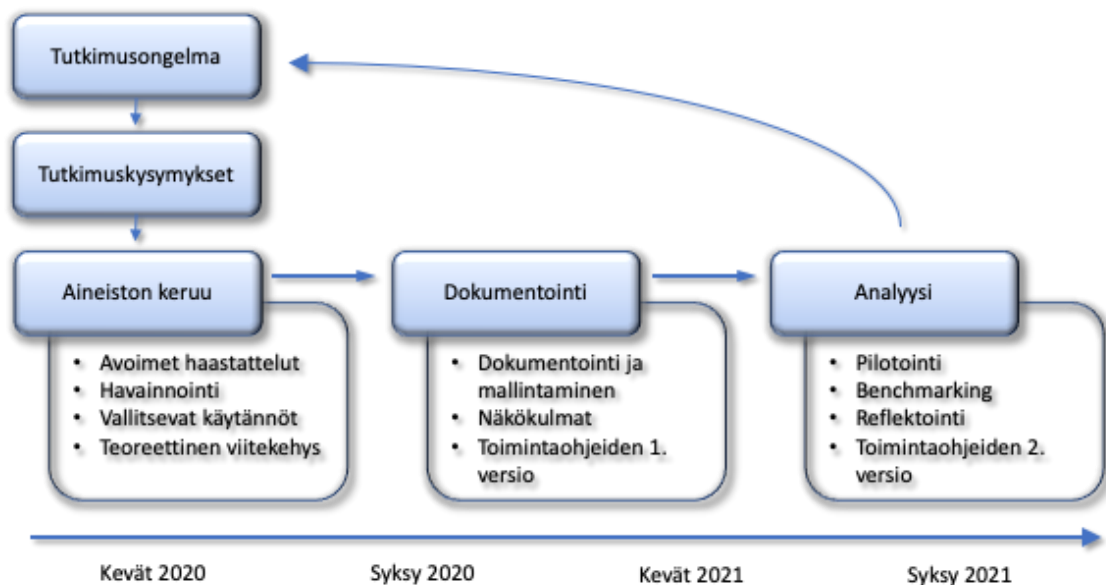 Tutkimusongelma
Tutkimuskysymykset
Aineiston keruu
• Avoimet haastattelut
• Havainnointi
• Vallitsevat käytännöt
• Teoreettinen viitekehys
Dokumentointi
• Dokumentointi ja
mallintaminen
• Näkökulmat
• Toimintaohjeiden 1.
versio
Analyysi
• Pilotointi
• Benchmarking
• Reflektointi
• Toimintaohjeiden 2.
versio
Kevät 2020
Syksy 2020
Kevät 2021
Syksy 2021